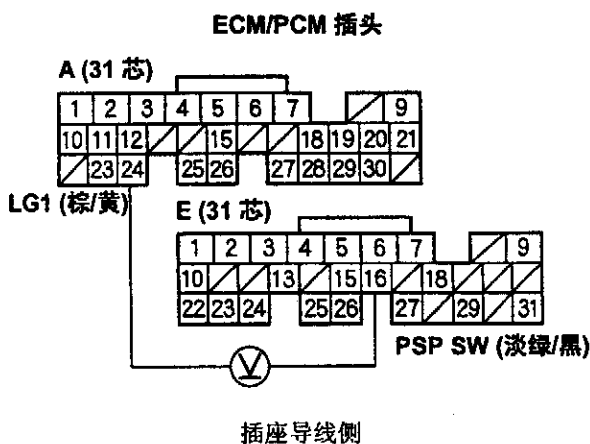 ECM/PCM 插头
A (31 芯)
1 2 3 4 5 6 7 9
10 11 12 15 18 19 20 21
23 24 25 26 27 28 29 30
LG1 (棕/黄)
E (31 芯)
1 2 3 4 5 6 7 9
10 13 15 16 18
22 23 24 25 26 27 29 31
PSP SW (淡绿/黑)
V
插座导线侧